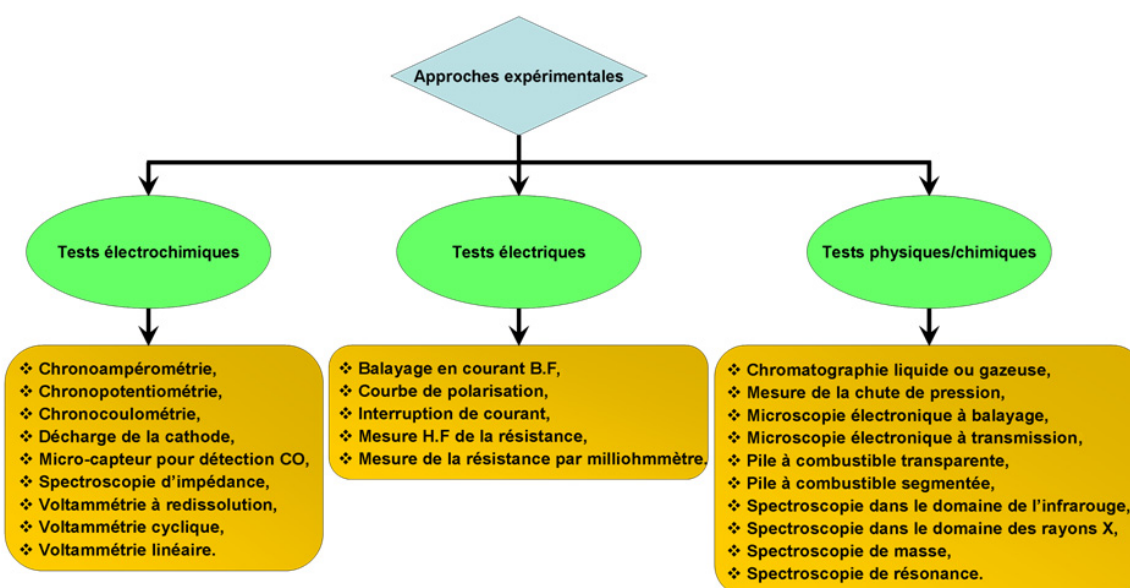 Approches expérimentales
Tests électrochimiques
Tests électriques
Tests physiques/chimiques
❖ Chronoampérométrie,
❖ Chronopotentiométrie,
❖ Chronocoulométrie,
❖ Décharge de la cathode,
❖ Micro-capteur pour détection CO,
❖ Spectroscopie d'impédance,
❖ Voltammétrie à redissolution,
❖ Voltammétrie cyclique,
❖ Voltammétrie linéaire.
❖ Balayage en courant B.F,
❖ Courbe de polarisation,
❖ Interruption de courant,
❖ Mesure H.F de la résistance,
❖ Mesure de la résistance par milliohmmètre.
❖ Chromatographie liquide ou gazeuse,
❖ Mesure de la chute de pression,
❖ Microscopie électronique à balayage,
❖ Microscopie électronique à transmission,
❖ Pile à combustible transparente,
❖ Pile à combustible segmentée,
❖ Spectroscopie dans le domaine de l'infrarouge,
❖ Spectroscopie dans le domaine des rayons X,
❖ Spectroscopie de masse,
❖ Spectroscopie de résonance.